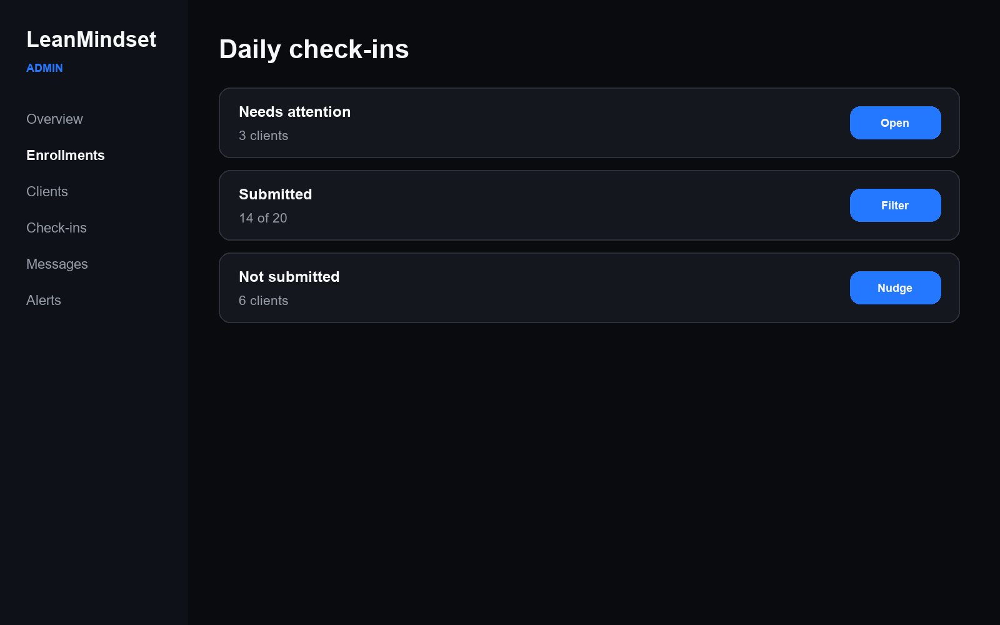 LeanMindset
ADMIN
Overview
Enrollments
Clients
Check-ins
Messages
Alerts
Daily check-ins
Needs attention
3 clients
Open
Submitted
14 of 20
Filter
Not submitted
6 clients
Nudge